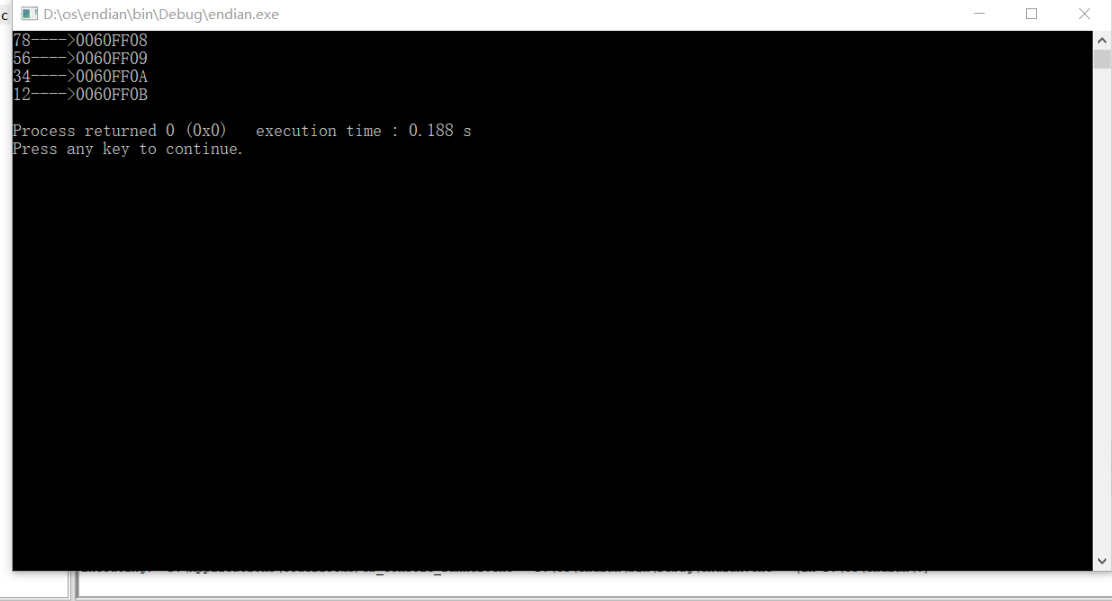 c
D:\os\endian\bin\Debug\endian.exe
78---->0060FF08
56---->0060FF09
34---->0060FF0A
12---->0060FF0B
Process returned 0 (0x0)   execution time : 0.188 s
Press any key to continue.